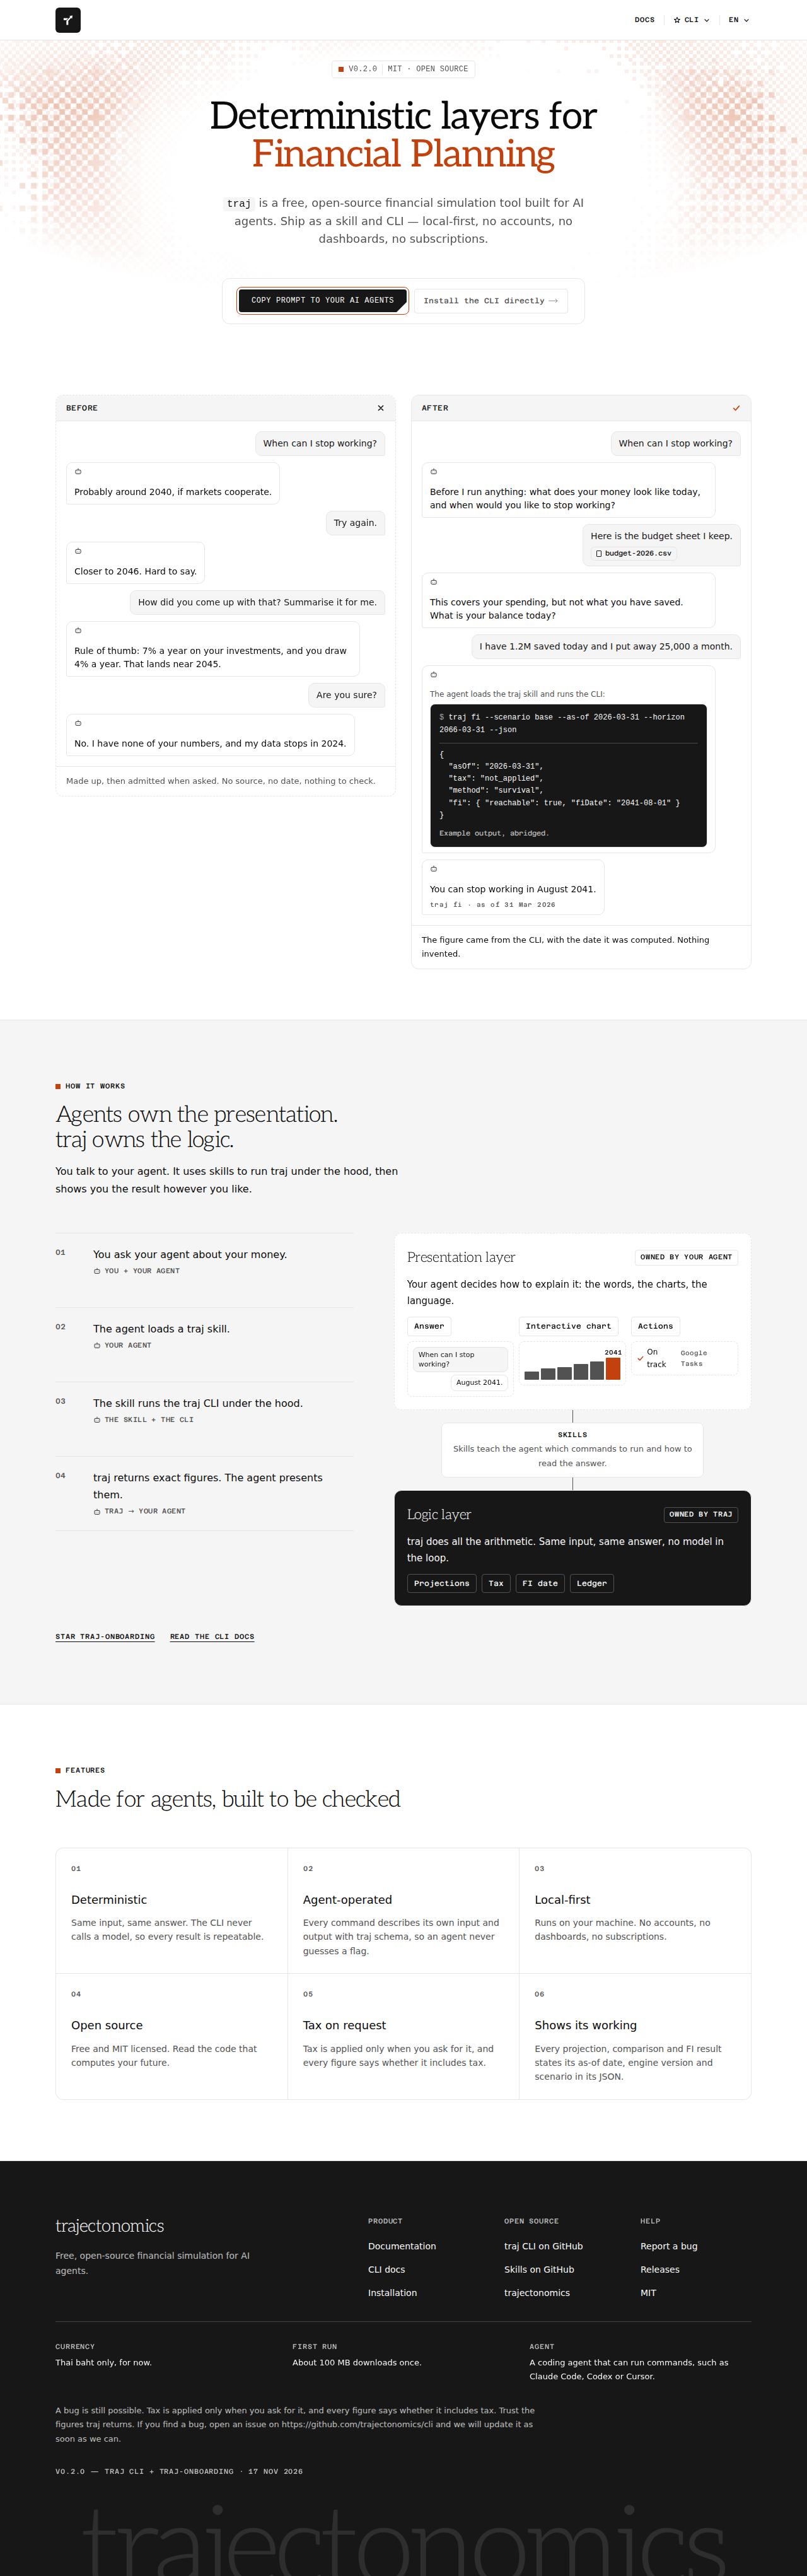 DOCS
CLI
EN
V0.2.0
MIT · OPEN SOURCE
Deterministic layers for
Financial Planning
traj is a free, open-source financial simulation tool built for AI
agents. Ship as a skill and CLI — local-first, no accounts, no
dashboards, no subscriptions.
COPY PROMPT TO YOUR AI AGENTS
Install the CLI directly ⟶
BEFORE
When can I stop working?
Probably around 2040, if markets cooperate.
Try again.
Closer to 2046. Hard to say.
How did you come up with that? Summarise it for me.
Rule of thumb: 7% a year on your investments, and you draw
4% a year. That lands near 2045.
Are you sure?
No. I have none of your numbers, and my data stops in 2024.
Made up, then admitted when asked. No source, no date, nothing to check.
AFTER
When can I stop working?
Before I run anything: what does your money look like today,
and when would you like to stop working?
Here is the budget sheet I keep.
budget-2026.csv
This covers your spending, but not what you have saved.
What is your balance today?
I have 1.2M saved today and I put away 25,000 a month.
The agent loads the traj skill and runs the CLI:
$ traj fi --scenario base --as-of 2026-03-31 --horizon
2066-03-31 --json
{
"asOf": "2026-03-31",
"tax": "not_applied",
"method": "survival",
"fi": { "reachable": true, "fiDate": "2041-08-01" }
}
Example output, abridged.
You can stop working in August 2041.
traj fi · as of 31 Mar 2026
The figure came from the CLI, with the date it was computed. Nothing
invented.
HOW IT WORKS
Agents own the presentation.
traj owns the logic.
You talk to your agent. It uses skills to run traj under the hood, then
shows you the result however you like.
01
You ask your agent about your money.
YOU + YOUR AGENT
02
The agent loads a traj skill.
YOUR AGENT
03
The skill runs the traj CLI under the hood.
THE SKILL + THE CLI
04
traj returns exact figures. The agent presents
them.
TRAJ → YOUR AGENT
Presentation layer
OWNED BY YOUR AGENT
Your agent decides how to explain it: the words, the charts, the
language.
Answer
When can I stop
working?
August 2041.
Interactive chart
2041
Actions
On
track
Google
Tasks
SKILLS
Skills teach the agent which commands to run and how to
read the answer.
Logic layer
OWNED BY TRAJ
traj does all the arithmetic. Same input, same answer, no model in
the loop.
Projections
Tax
FI date
Ledger
STAR TRAJ-ONBOARDING
READ THE CLI DOCS
FEATURES
Made for agents, built to be checked
01
Deterministic
Same input, same answer. The CLI never
calls a model, so every result is repeatable.
02
Agent-operated
Every command describes its own input and
output with traj schema, so an agent never
guesses a flag.
03
Local-first
Runs on your machine. No accounts, no
dashboards, no subscriptions.
04
Open source
Free and MIT licensed. Read the code that
computes your future.
05
Tax on request
Tax is applied only when you ask for it, and
every figure says whether it includes tax.
06
Shows its working
Every projection, comparison and FI result
states its as-of date, engine version and
scenario in its JSON.
trajectonomics
Free, open-source financial simulation for AI
agents.
PRODUCT
Documentation
CLI docs
Installation
OPEN SOURCE
traj CLI on GitHub
Skills on GitHub
trajectonomics
HELP
Report a bug
Releases
MIT
CURRENCY
Thai baht only, for now.
FIRST RUN
About 100 MB downloads once.
AGENT
A coding agent that can run commands, such as
Claude Code, Codex or Cursor.
A bug is still possible. Tax is applied only when you ask for it, and every figure says whether it includes tax. Trust the
figures traj returns. If you find a bug, open an issue on https://github.com/trajectonomics/cli and we will update it as
soon as we can.
V0.2.0 — TRAJ CLI + TRAJ-ONBOARDING · 17 NOV 2026
trajectonomics